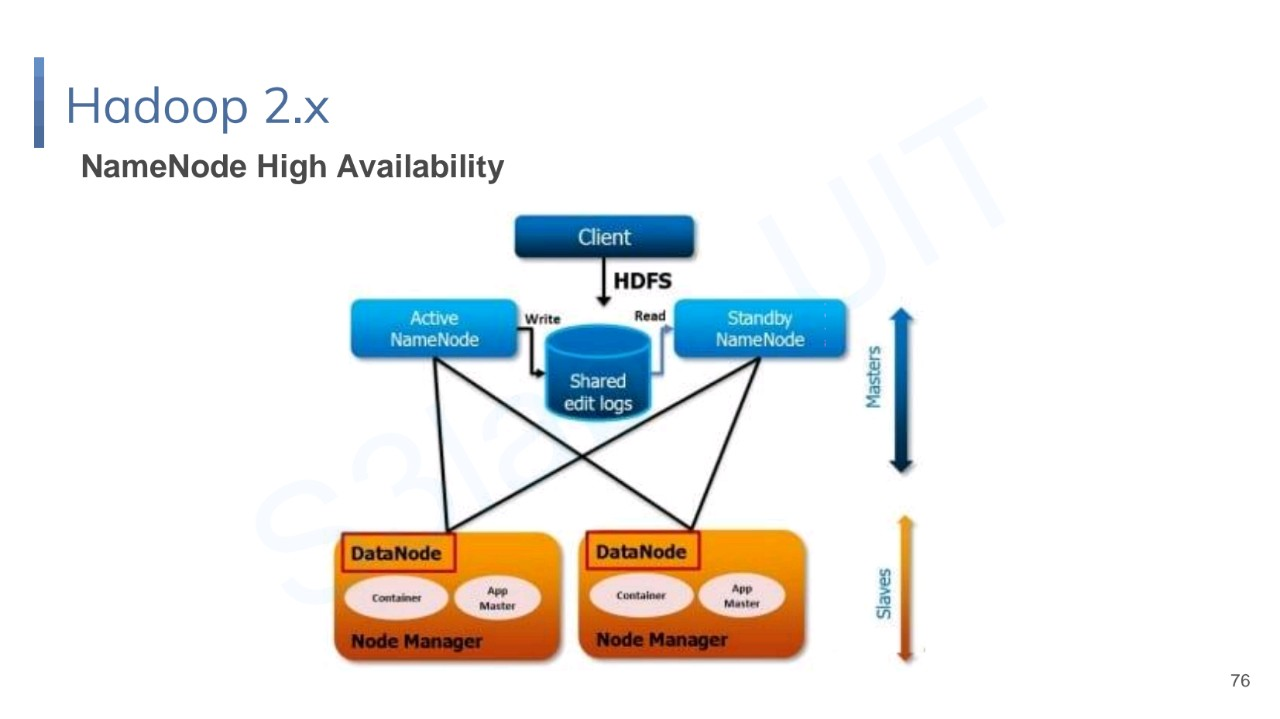 Hadoop 2.x
NameNode High Availability
Client
HDFS
Active
NameNode
Write
Read
Standby
NameNode
Shared
edit logs
Masters
DataNode
Container
App
Master
Node Manager
DataNode
Container
App
Master
Node Manager
Slaves
UIT
76